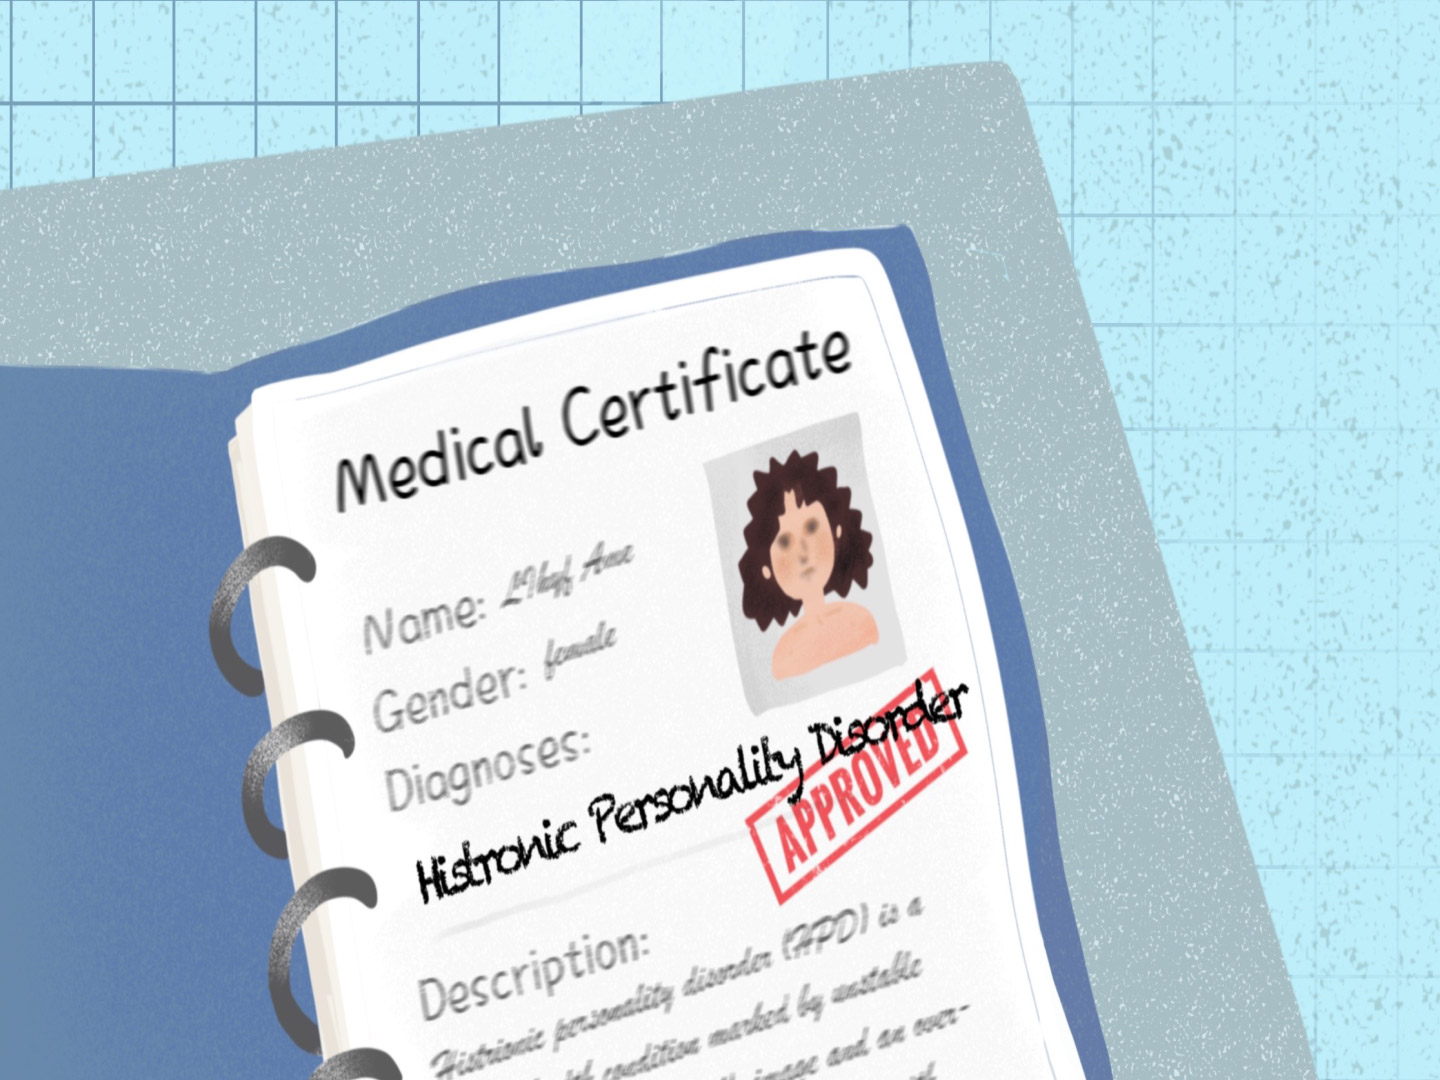 Medical Certificate
Name: Ame
Gender: female
Diagnoses:
Histronic Personality Disorder
APPROVED
Description:
Histrionic personality disorder (HPD) is a
condition marked by unstable
image and an over-